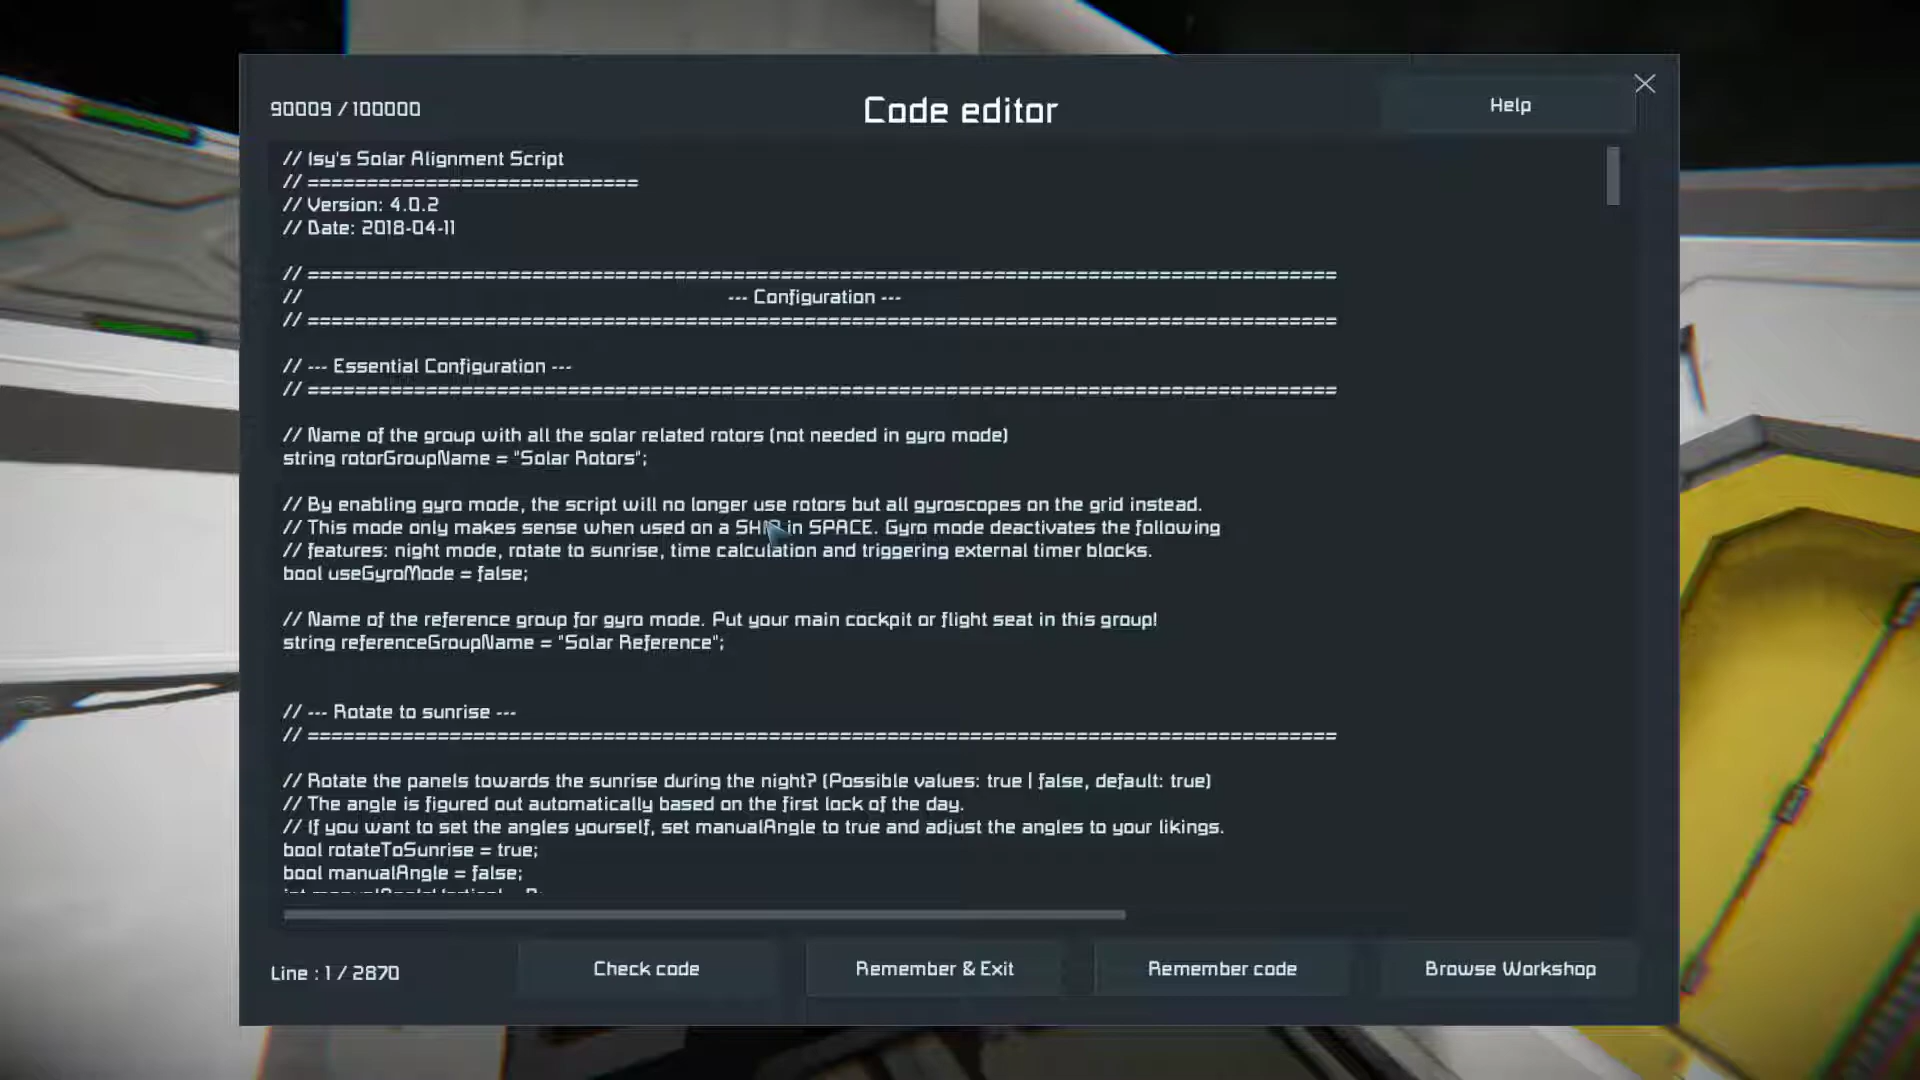 90009 / 100000
Code editor
Help
// Isy's Solar Alignment Script
// ============================
// Version: 4.0.2
// Date: 2018-04-11
// =======================================================================================
// --- Configuration ---
// =======================================================================================
// --- Essential Configuration ---
// =======================================================================================
// Name of the group with all the solar related rotors (not needed in gyro mode)
string rotorGroupName = "Solar Rotors";
// By enabling gyro mode, the script will no longer use rotors but all gyroscopes on the grid instead.
// This mode only makes sense when used on a SHIP in SPACE. Gyro mode deactivates the following
// features: night mode, rotate to sunrise, time calculation and triggering external timer blocks.
bool useGyroMode = false;
// Name of the reference group for gyro mode. Put your main cockpit or flight seat in this group!
string referenceGroupName = "Solar Reference";
// --- Rotate to sunrise ---
// =======================================================================================
// Rotate the panels towards the sunrise during the night? (Possible values: true | false, default: true)
// The angle is figured out automatically based on the first lock of the day.
// If you want to set the angles yourself, set manualAngle to true and adjust the angles to your likings.
bool rotateToSunrise = true;
bool manualAngle = false;
Line : 1 / 2870
Check code
Remember & Exit
Remember code
Browse Workshop